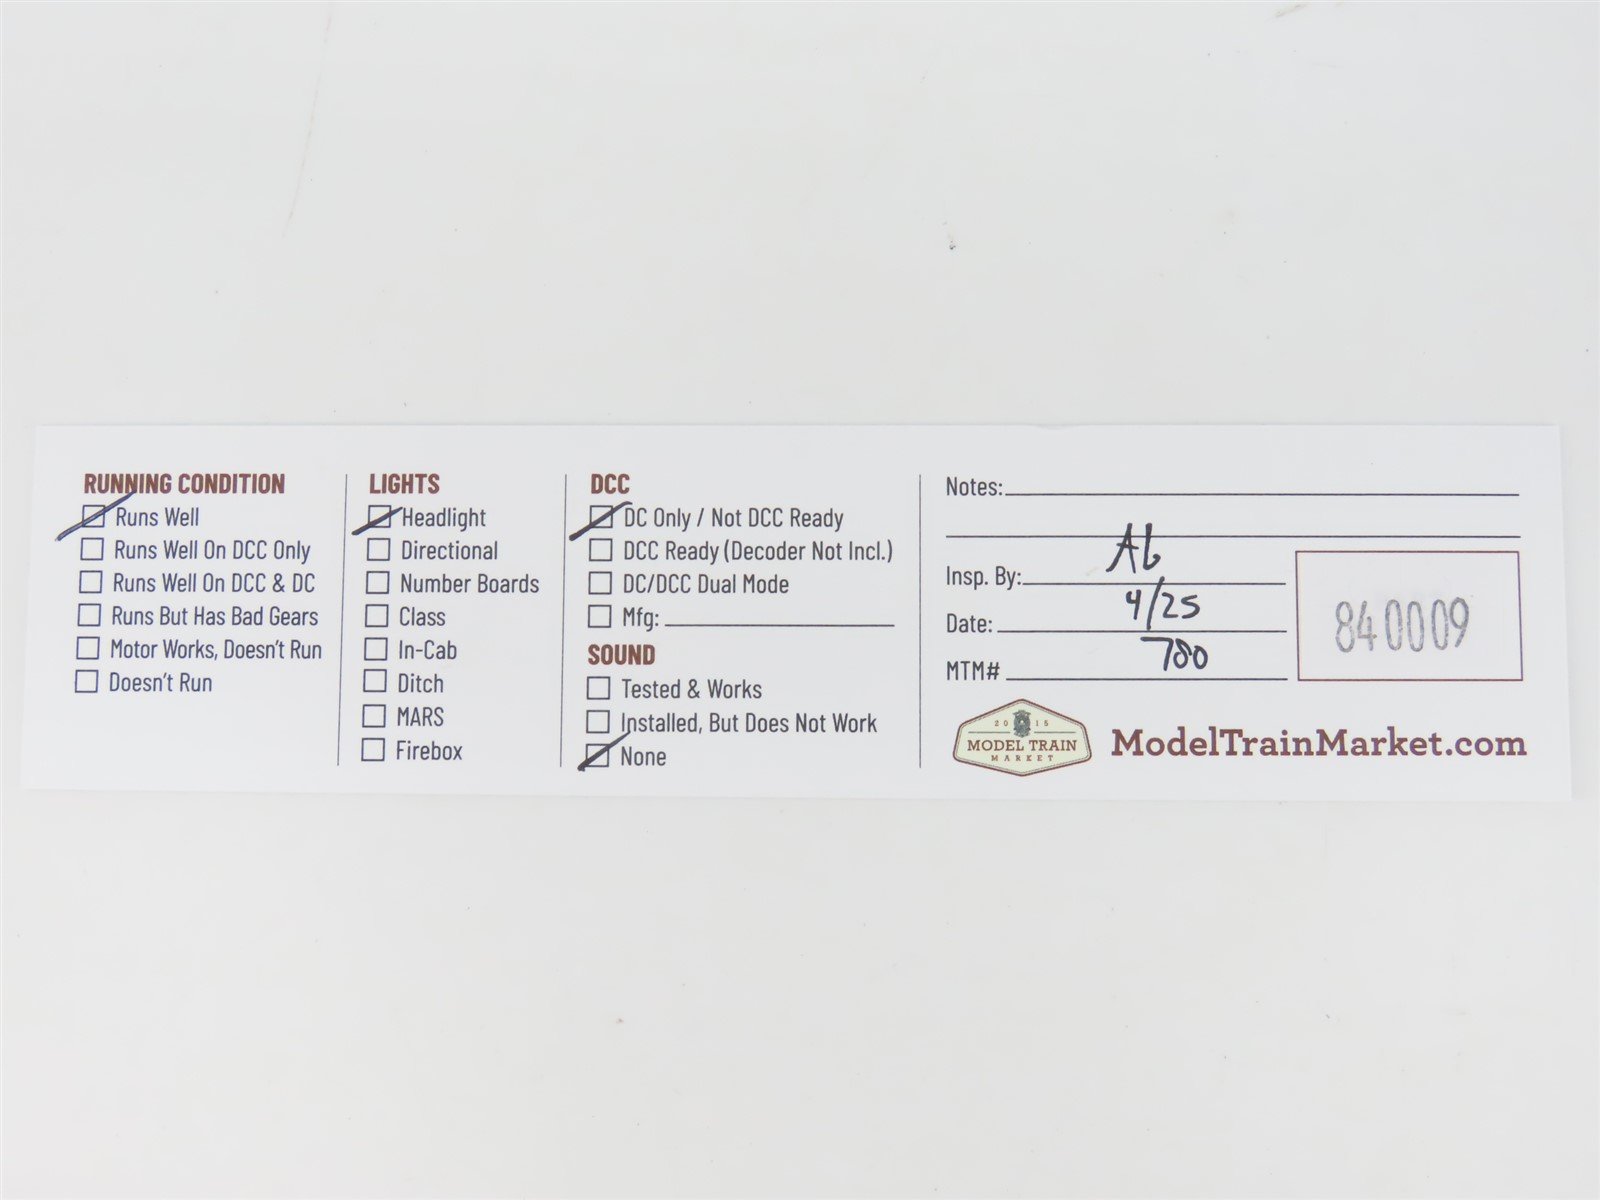 RUNNING CONDITION
Runs Well
Runs Well On DCC Only
Runs Well On DCC & DC
Runs But Has Bad Gears
Motor Works, Doesn't Run
Doesn't Run
LIGHTS
Headlight
Directional
Number Boards
Class
In-Cab
Ditch
MARS
Firebox
DCC
DC Only / Not DCC Ready
DCC Ready (Decoder Not Incl.)
DC/DCC Dual Mode
Mfg:
SOUND
Tested & Works
Installed, But Does Not Work
None
Notes:
Insp. By:
Date: 4/25
MTM# 780
840009
2015
MODEL TRAIN
MARKET
ModelTrainMarket.com